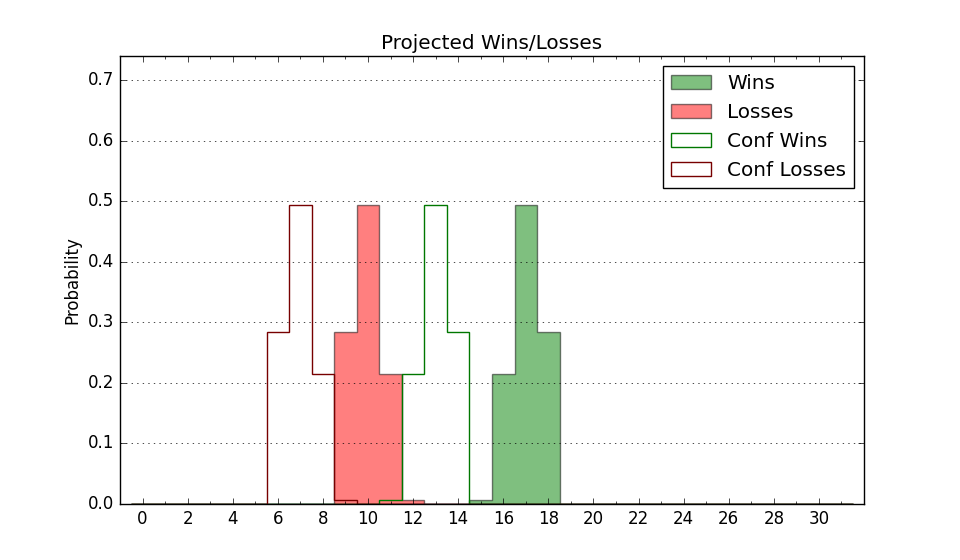 Projected Wins/Losses
Wins
Losses
Conf Wins
Conf Losses
Probability
0.7
0.6
0.5
0.4
0.3
0.2
0.1
0.0
0 2 4 6 8 10 12 14 16 18 20 22 24 26 28 30